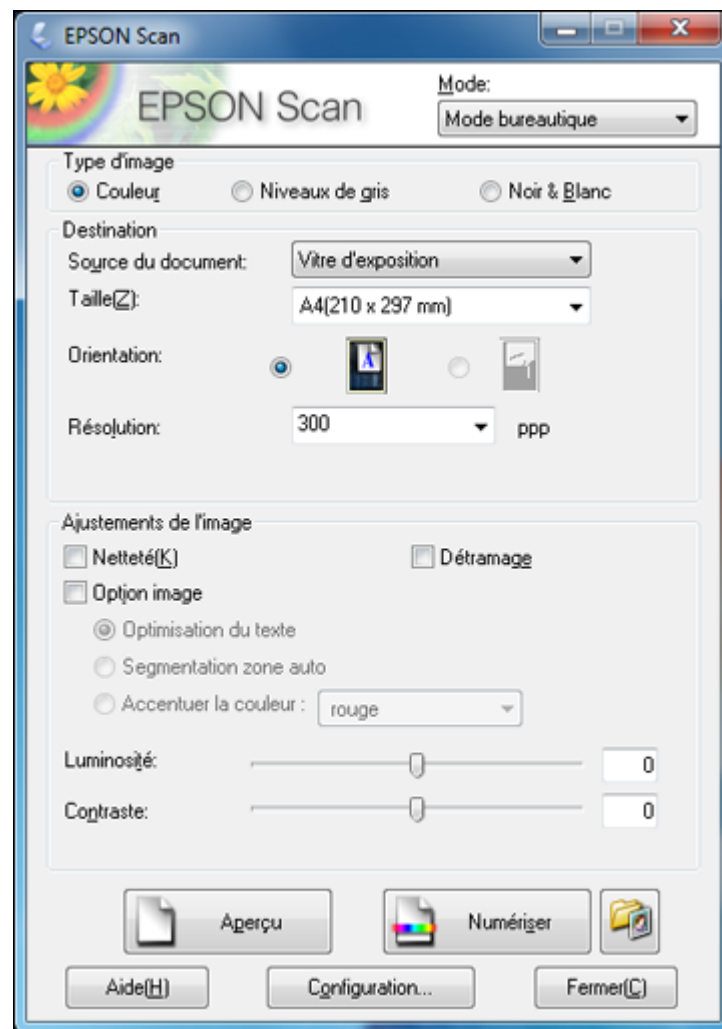 EPSON Scan
EPSON Scan
Mode:
Mode bureautique
Type d'image
Couleur Niveaux de gris Noir & Blanc
Destination
Source du document: Vitre d'exposition
Taille(Z): A4(210 x 297 mm)
Orientation: A
Résolution: 300 ppp
Ajustements de l'image
Netteté(K) Détramage
Option image
Optimisation du texte
Segmentation zone auto
Accentuer la couleur : rouge
Luminosité: 0
Contraste: 0
Aperçu Numériser
Aide(H) Configuration... Fermer(C)